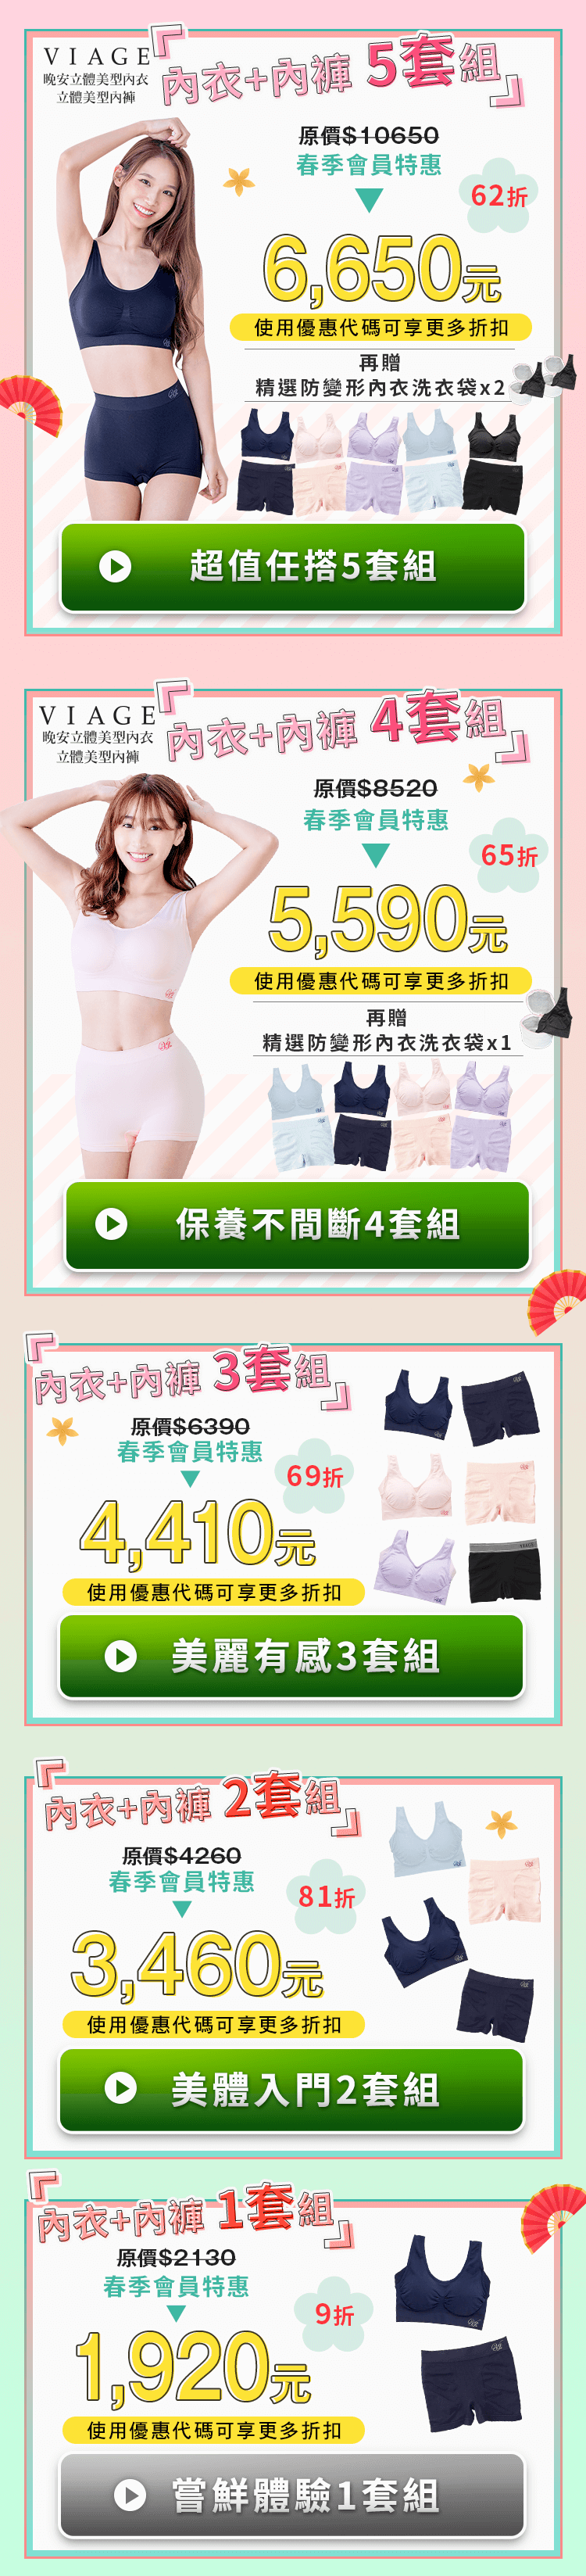 VIAGE
晚安立體美型內衣
立體美型內褲
『內衣+內褲 5套組』
原價$10650
春季會員特惠
62折
6,650元
使用優惠代碼可享更多折扣
再贈
精選防變形內衣洗衣袋x2
超值任搭5套組
VIAGE
晚安立體美型內衣
立體美型內褲
『內衣+內褲 4套組』
原價$8520
春季會員特惠
65折
5,590元
使用優惠代碼可享更多折扣
再贈
精選防變形內衣洗衣袋x1
保養不間斷4套組
『內衣+內褲 3套組』
原價$6390
春季會員特惠
69折
4,410元
使用優惠代碼可享更多折扣
美麗有感3套組
『內衣+內褲 2套組』
原價$4260
春季會員特惠
81折
3,460元
使用優惠代碼可享更多折扣
美體入門2套組
『內衣+內褲 1套組』
原價$2130
春季會員特惠
9折
1,920元
使用優惠代碼可享更多折扣
嘗鮮體驗1套組